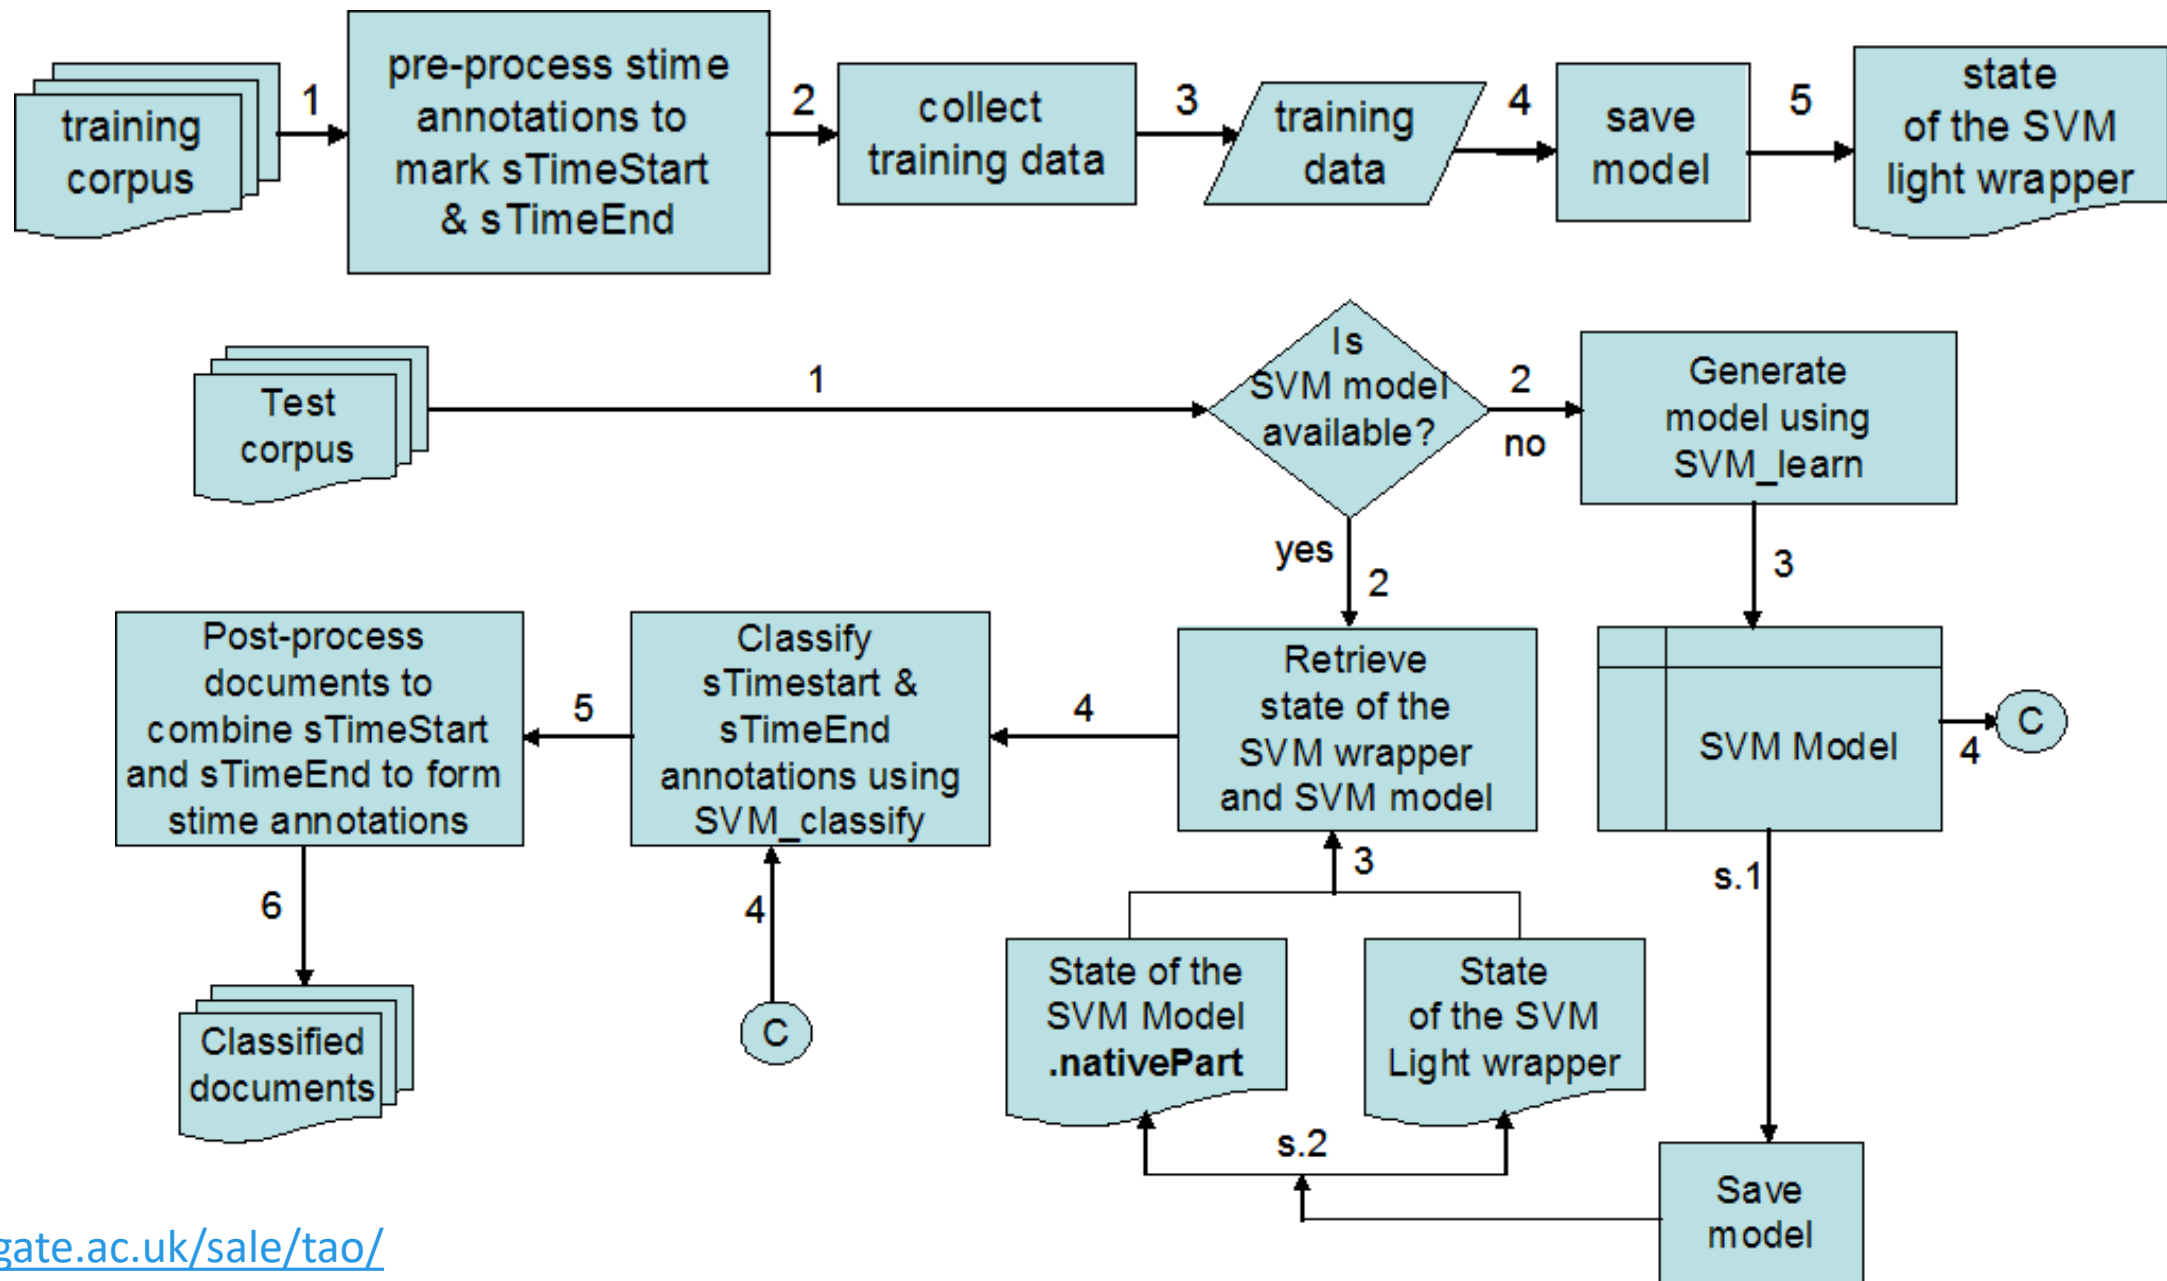 training
corpus
1
pre-process stime
annotations to
mark sTimeStart
& sTimeEnd
2
collect
training data
3
training
data
4
save
model
5
state
of the SVM
light wrapper
Test
corpus
1
Is
SVM model
available?
2
no
Generate
model using
SVM_learn
yes
2
3
Post-process
documents to
combine sTimeStart
and sTimeEnd to form
stime annotations
5
Classify
sTimestart &
sTimeEnd
annotations using
SVM_classify
4
Retrieve
state of the
SVM wrapper
and SVM model
SVM Model
4
C
6
4
3
s.1
Classified
documents
C
State of the
SVM Model
.nativePart
State
of the SVM
Light wrapper
s.2
Save
model
gate.ac.uk/sale/tao/